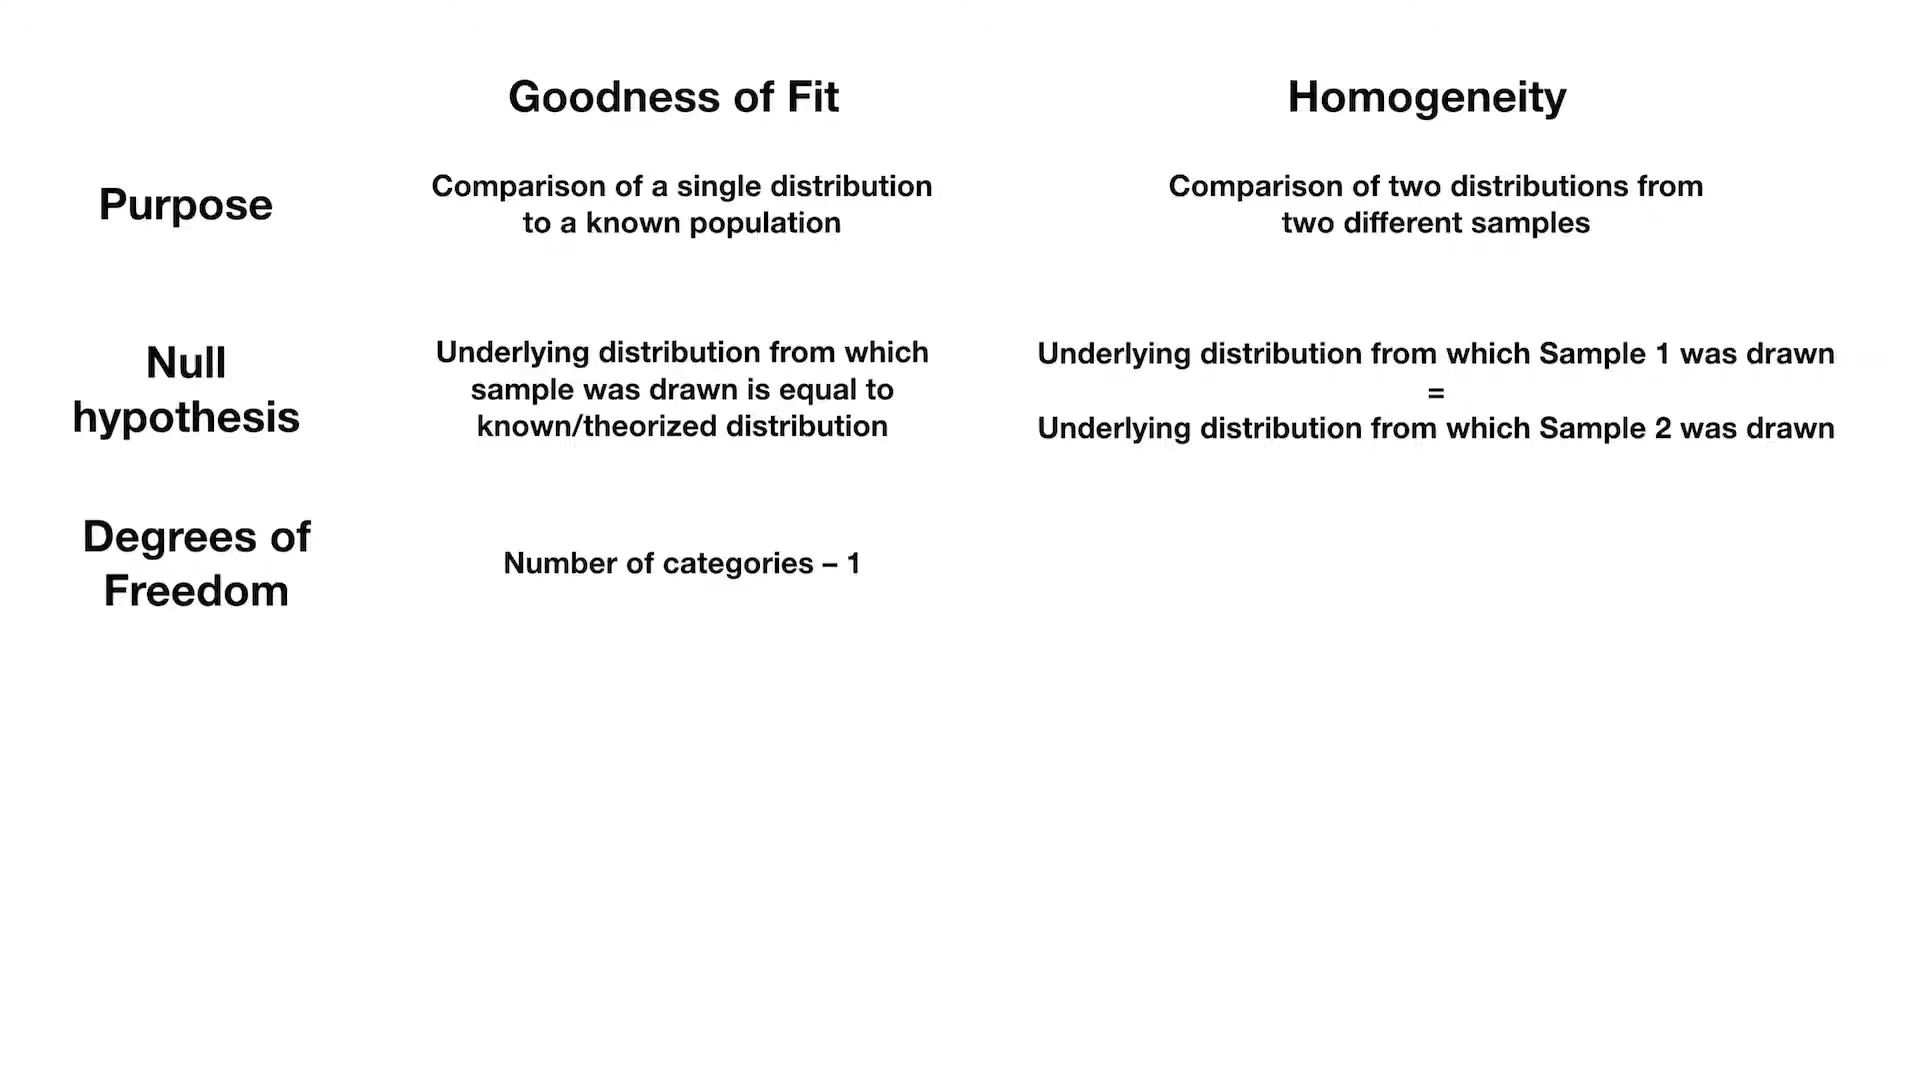 Goodness of Fit
Homogeneity
Purpose
Comparison of a single distribution
to a known population
Comparison of two distributions from
two different samples
Null
hypothesis
Underlying distribution from which
sample was drawn is equal to
known/theorized distribution
Underlying distribution from which Sample 1 was drawn
=
Underlying distribution from which Sample 2 was drawn
Degrees of
Freedom
Number of categories – 1